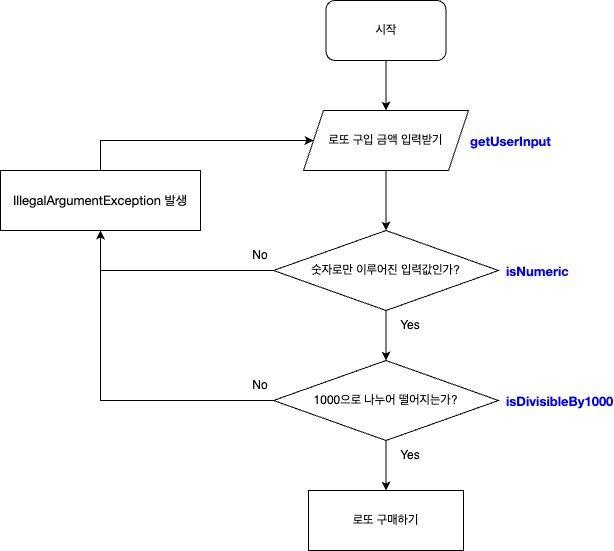 시작
로또 구입 금액 입력받기
getUserInput
IllegalArgumentException 발생
No
숫자로만 이루어진 입력값인가?
isNumeric
Yes
No
1000으로 나누어 떨어지는가?
isDivisibleBy1000
Yes
로또 구매하기